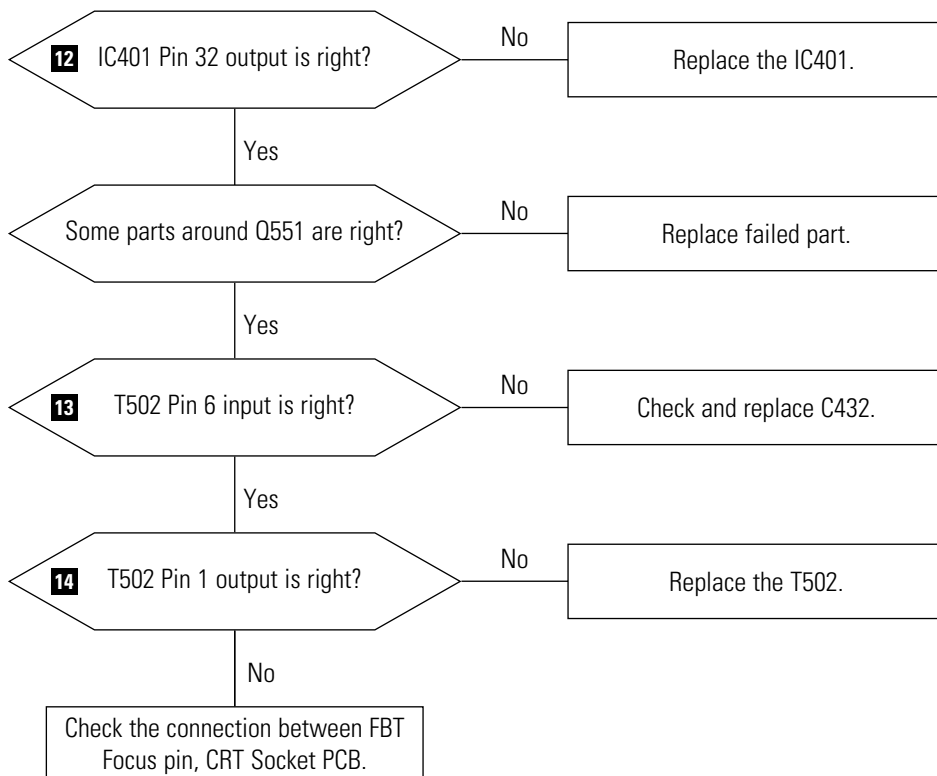 12 IC401 Pin 32 output is right?
No
Replace the IC401.
Yes
Some parts around Q551 are right?
No
Replace failed part.
Yes
13 T502 Pin 6 input is right?
No
Check and replace C432.
Yes
14 T502 Pin 1 output is right?
No
Replace the T502.
No
Check the connection between FBT
Focus pin, CRT Socket PCB.